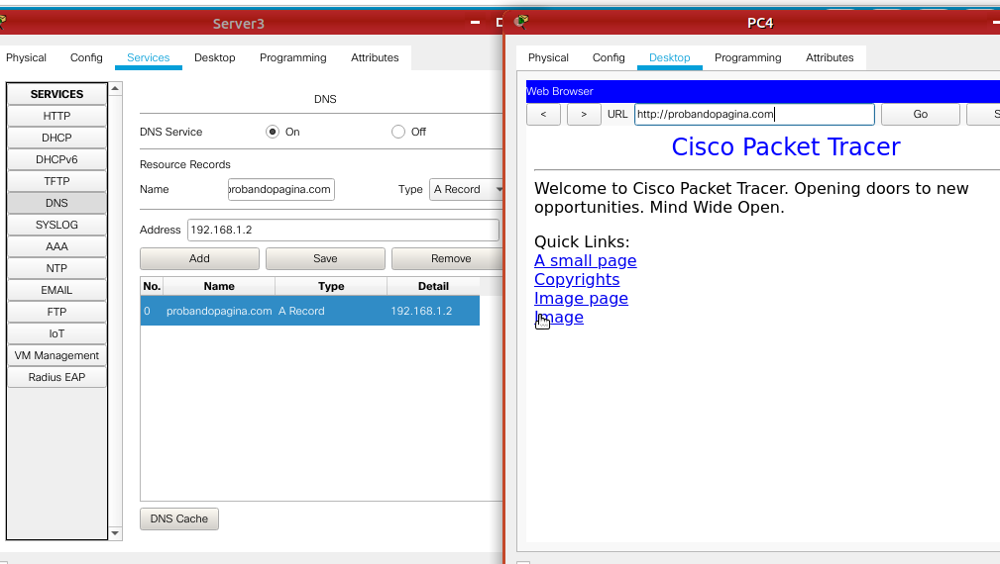 Server3
Physical Config Services Desktop Programming Attributes
SERVICES
HTTP
DHCP
DHCPv6
TFTP
DNS
SYSLOG
AAA
NTP
EMAIL
FTP
IoT
VM Management
Radius EAP
DNS
DNS Service On Off
Resource Records
Name probandopagina.com Type A Record
Address 192.168.1.2
Add Save Remove
No. Name Type Detail
0 probandopagina.com A Record 192.168.1.2
DNS Cache
PC4
Physical Config Desktop Programming Attributes
Web Browser
< > URL http://probandopagina.com Go S
Cisco Packet Tracer
Welcome to Cisco Packet Tracer. Opening doors to new
opportunities. Mind Wide Open.
Quick Links:
A small page
Copyrights
Image page
Image